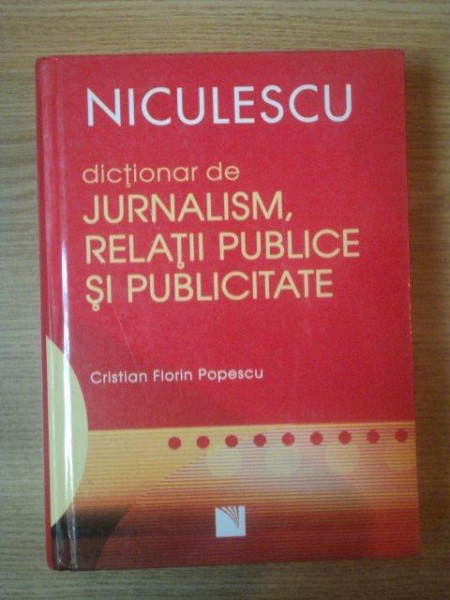 NICULESCU
dicţionar de
JURNALISM,
RELAŢII PUBLICE
ŞI PUBLICITATE
Cristian Florin Popescu